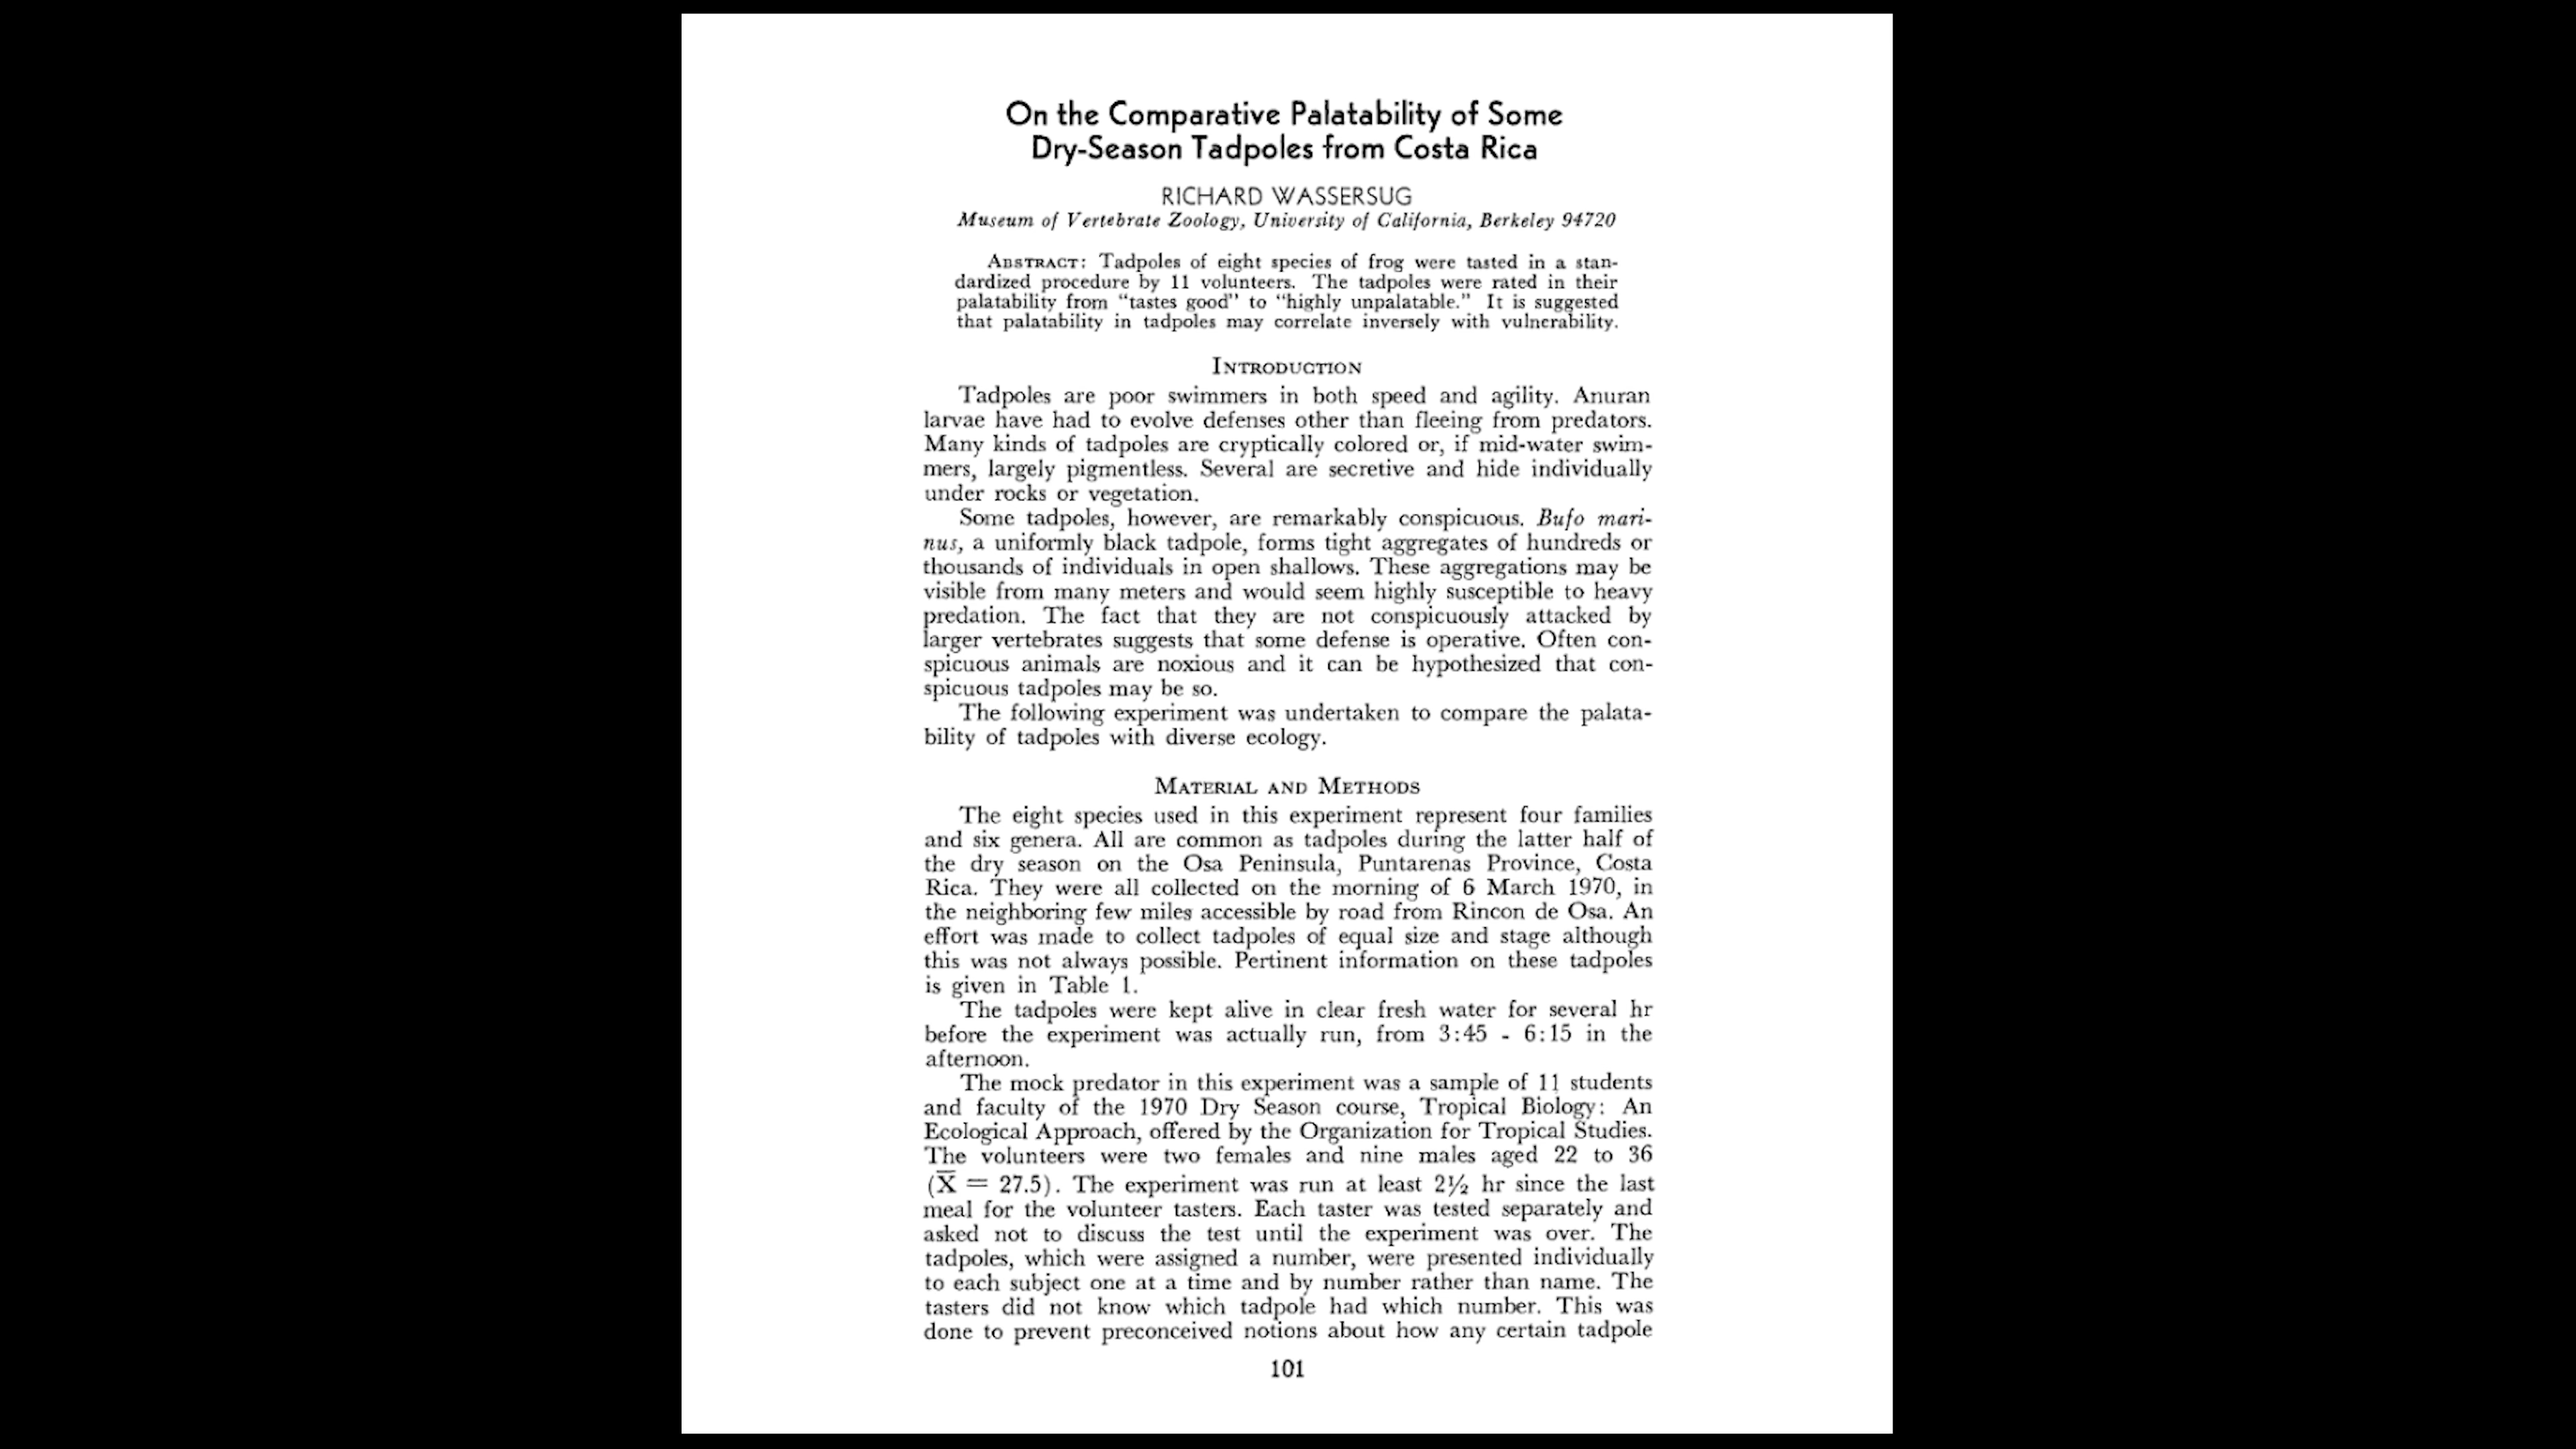 On the Comparative Palatability of Some
Dry-Season Tadpoles from Costa Rica
RICHARD WASSERSUG
Museum of Vertebrate Zoology, University of California, Berkeley 94720
ABSTRACT: Tadpoles of eight species of frog were tasted in a stan-
dardized procedure by 11 volunteers. The tadpoles were rated in their
palatability from "tastes good" to "highly unpalatable." It is suggested
that palatability in tadpoles may correlate inversely with vulnerability.
INTRODUCTION
Tadpoles are poor swimmers in both speed and agility. Anuran
larvae have had to evolve defenses other than fleeing from predators.
Many kinds of tadpoles are cryptically colored or, if mid-water swim-
mers, largely pigmentless. Several are secretive and hide individually
under rocks or vegetation.
Some tadpoles, however, are remarkably conspicuous. Bufo mari-
nus, a uniformly black tadpole, forms tight aggregates of hundreds or
thousands of individuals in open shallows. These aggregations may be
visible from many meters and would seem highly susceptible to heavy
predation. The fact that they are not conspicuously attacked by
larger vertebrates suggests that some defense is operative. Often con-
spicuous animals are noxious and it can be hypothesized that con-
spicuous tadpoles may be so.
The following experiment was undertaken to compare the palata-
bility of tadpoles with diverse ecology.
MATERIAL AND METHODS
The eight species used in this experiment represent four families
and six genera. All are common as tadpoles during the latter half of
the dry season on the Osa Peninsula, Puntarenas Province, Costa
Rica. They were all collected on the morning of 6 March 1970, in
the neighboring few miles accessible by road from Rincon de Osa. An
effort was made to collect tadpoles of equal size and stage although
this was not always possible. Pertinent information on these tadpoles
is given in Table 1.
The tadpoles were kept alive in clear fresh water for several hr
before the experiment was actually run, from 3:45 - 6:15 in the
afternoon.
The mock predator in this experiment was a sample of 11 students
and faculty of the 1970 Dry Season course, Tropical Biology: An
Ecological Approach, offered by the Organization for Tropical Studies.
The volunteers were two females and nine males aged 22 to 36
(X̅ = 27.5). The experiment was run at least 2½ hr since the last
meal for the volunteer tasters. Each taster was tested separately and
asked not to discuss the test until the experiment was over. The
tadpoles, which were assigned a number, were presented individually
to each subject one at a time and by number rather than name. The
tasters did not know which tadpole had which number. This was
done to prevent preconceived notions about how any certain tadpole
101